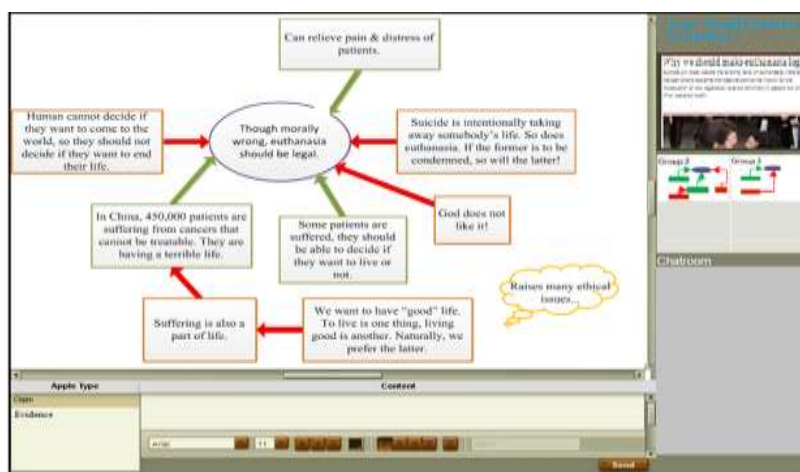 Can relieve pain & distress of
patients.
Human cannot decide if
they want to come to the
world, so they should not
decide if they want to end
their life.
Though morally
wrong, euthanasia
should be legal.
Suicide is intentionally taking
away somebody's life. So does
euthanasia. If the former is to be
condemned, so will the latter!
In China, 450,000 patients are
suffering from cancers that
cannot be treatable. They are
having a terrible life.
Some patients are
suffered, they should
be able to decide if
they want to live or
not.
God does not
like it!
Raises many ethical
issues...
Suffering is also a
part of life.
We want to have "good" life.
To live is one thing, living
good is another. Naturally, we
prefer the latter.
Why we should make euthanasia leg
Group 2
Group 3
Chatroom
Apple Type
Content
Claim
Evidence
Arial
11
Send